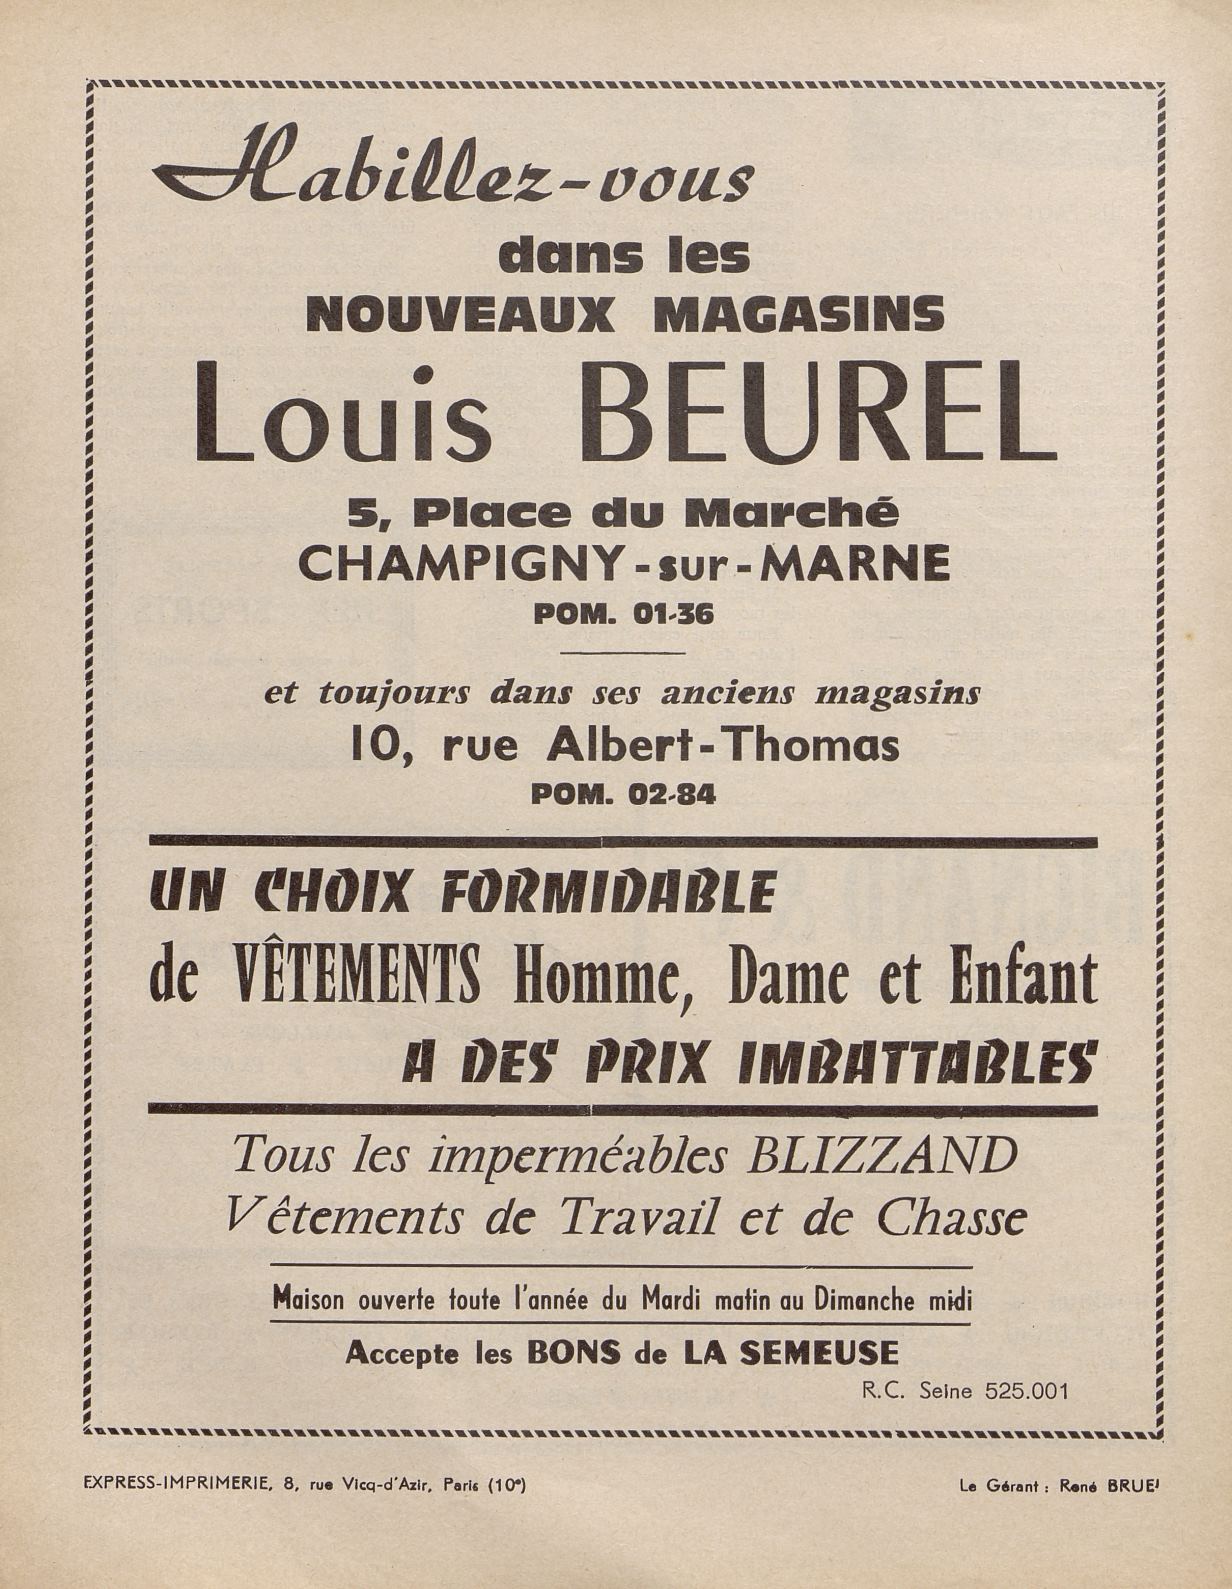 Habillez-vous
dans les
NOUVEAUX MAGASINS
Louis BEUREL
5, Place du Marché
CHAMPIGNY-sur-MARNE
POM. 01-36
et toujours dans ses anciens magasins
10, rue Albert-Thomas
POM. 02-84
UN CHOIX FORMIDABLE
de VÊTEMENTS Homme, Dame et Enfant
A DES PRIX IMBATTABLES
Tous les imperméables BLIZZAND
Vêtements de Travail et de Chasse
Maison ouverte toute l'année du Mardi matin au Dimanche midi
Accepte les BONS de LA SEMEUSE
R.C. Seine 525.001
EXPRESS-IMPRIMERIE, 8, rue Vicq-d'Azir, Paris (10e)
Le Gérant : René